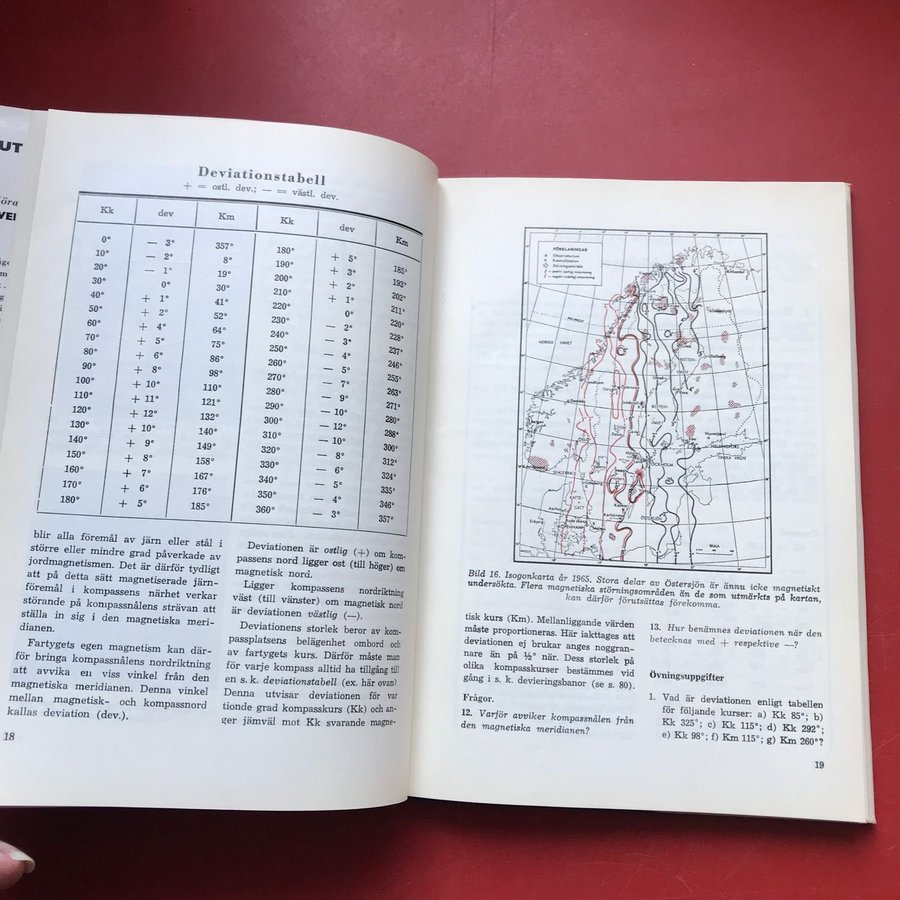 UT
öra
VEI
Deviationstabell
+ = ostl. dev.; — = västl. dev.
Kk dev Km Kk dev Km
0° — 3° 357° 180° + 5° 185°
10° — 2° 8° 190° + 3° 193°
20° — 1° 19° 200° + 2° 202°
30° 0° 30° 210° + 1° 211°
40° + 1° 41° 220° 0° 220°
50° + 2° 52° 230° — 2° 228°
60° + 4° 64° 240° — 3° 237°
70° + 5° 75° 250° — 4° 246°
80° + 6° 86° 260° — 5° 255°
90° + 8° 98° 270° — 7° 263°
100° + 10° 110° 280° — 9° 271°
110° + 11° 121° 290° — 10° 280°
120° + 12° 132° 300° — 12° 288°
130° + 10° 140° 310° — 10° 300°
140° + 9° 149° 320° — 8° 312°
150° + 8° 158° 330° — 6° 324°
160° + 7° 167° 340° — 5° 335°
170° + 6° 176° 350° — 4° 346°
180° + 5° 185° 360° — 3° 357°
blir alla föremål av järn eller stål i
större eller mindre grad påverkade av
jordmagnetismen. Det är därför tydligt
att på detta sätt magnetiserade järn-
föremål i kompassens närhet verkar
störande på kompassnålens strävan att
ställa in sig i den magnetiska meri-
dianen.
Fartygets egen magnetism kan där-
för bringa kompassnålens nordriktning
att avvika en viss vinkel från den
magnetiska meridianen. Denna vinkel
mellan magnetisk- och kompassnord
kallas deviation (dev.).
18
Deviationen är ostlig (+) om kom-
passens nord ligger ost (till höger) om
magnetisk nord.
Ligger kompassens nordriktning
väst (till vänster) om magnetisk nord
är deviationen västlig (—).
Deviationens storlek beror av kom-
passplatsens belägenhet ombord och
av fartygets kurs. Därför måste man
för varje kompass alltid ha tillgång till
en s. k. deviationstabell (ex. här ovan)
Denna utvisar deviationen för var
tionde grad kompasskurs (Kk) och an-
ger jämväl mot Kk svarande magne-
FÖRKLARINGAR
NORSKA HAVET
STOCKHOLM
SKALA
Bild 16. Isogonkarta år 1965. Stora delar av Östersjön är ännu icke magnetiskt
undersökta. Flera magnetiska störningsområden än de som utmärkts på kartan,
kan därför förutsättas förekomma.
tisk kurs (Km). Mellanliggande värden
måste proportioneras. Här iakttages att
deviationen ej brukar anges noggran-
nare än på ½° när. Dess storlek på
olika kompasskurser bestämmes vid
gång i s. k. devieringsbanor (se s. 80).
Frågor.
12. Varför avviker kompassnålen från
den magnetiska meridianen?
13. Hur benämnes deviationen när den
betecknas med + respektive —?
Övningsuppgifter
1. Vad är deviationen enligt tabellen
för följande kurser: a) Kk 85°; b)
Kk 325°; c) Kk 115°; d) Kk 292°;
e) Kk 98°; f) Km 115°; g) Km 260°?
19